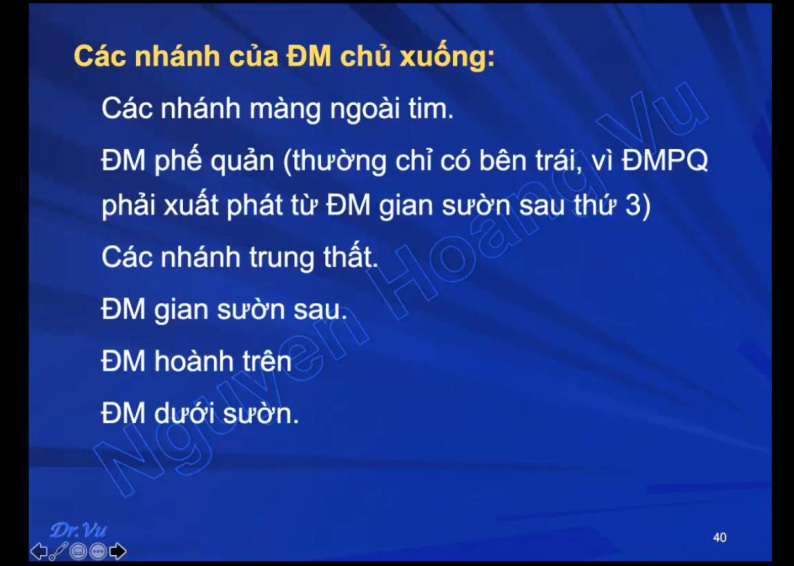 Các nhánh của ĐM chủ xuống:
Các nhánh màng ngoài tim.
ĐM phế quản (thường chỉ có bên trái, vì ĐMPQ
phải xuất phát từ ĐM gian sườn sau thứ 3)
Các nhánh trung thất.
ĐM gian sườn sau.
ĐM hoành trên
ĐM dưới sườn.
Nguyen Hoang Vu
Dr.Vu
40